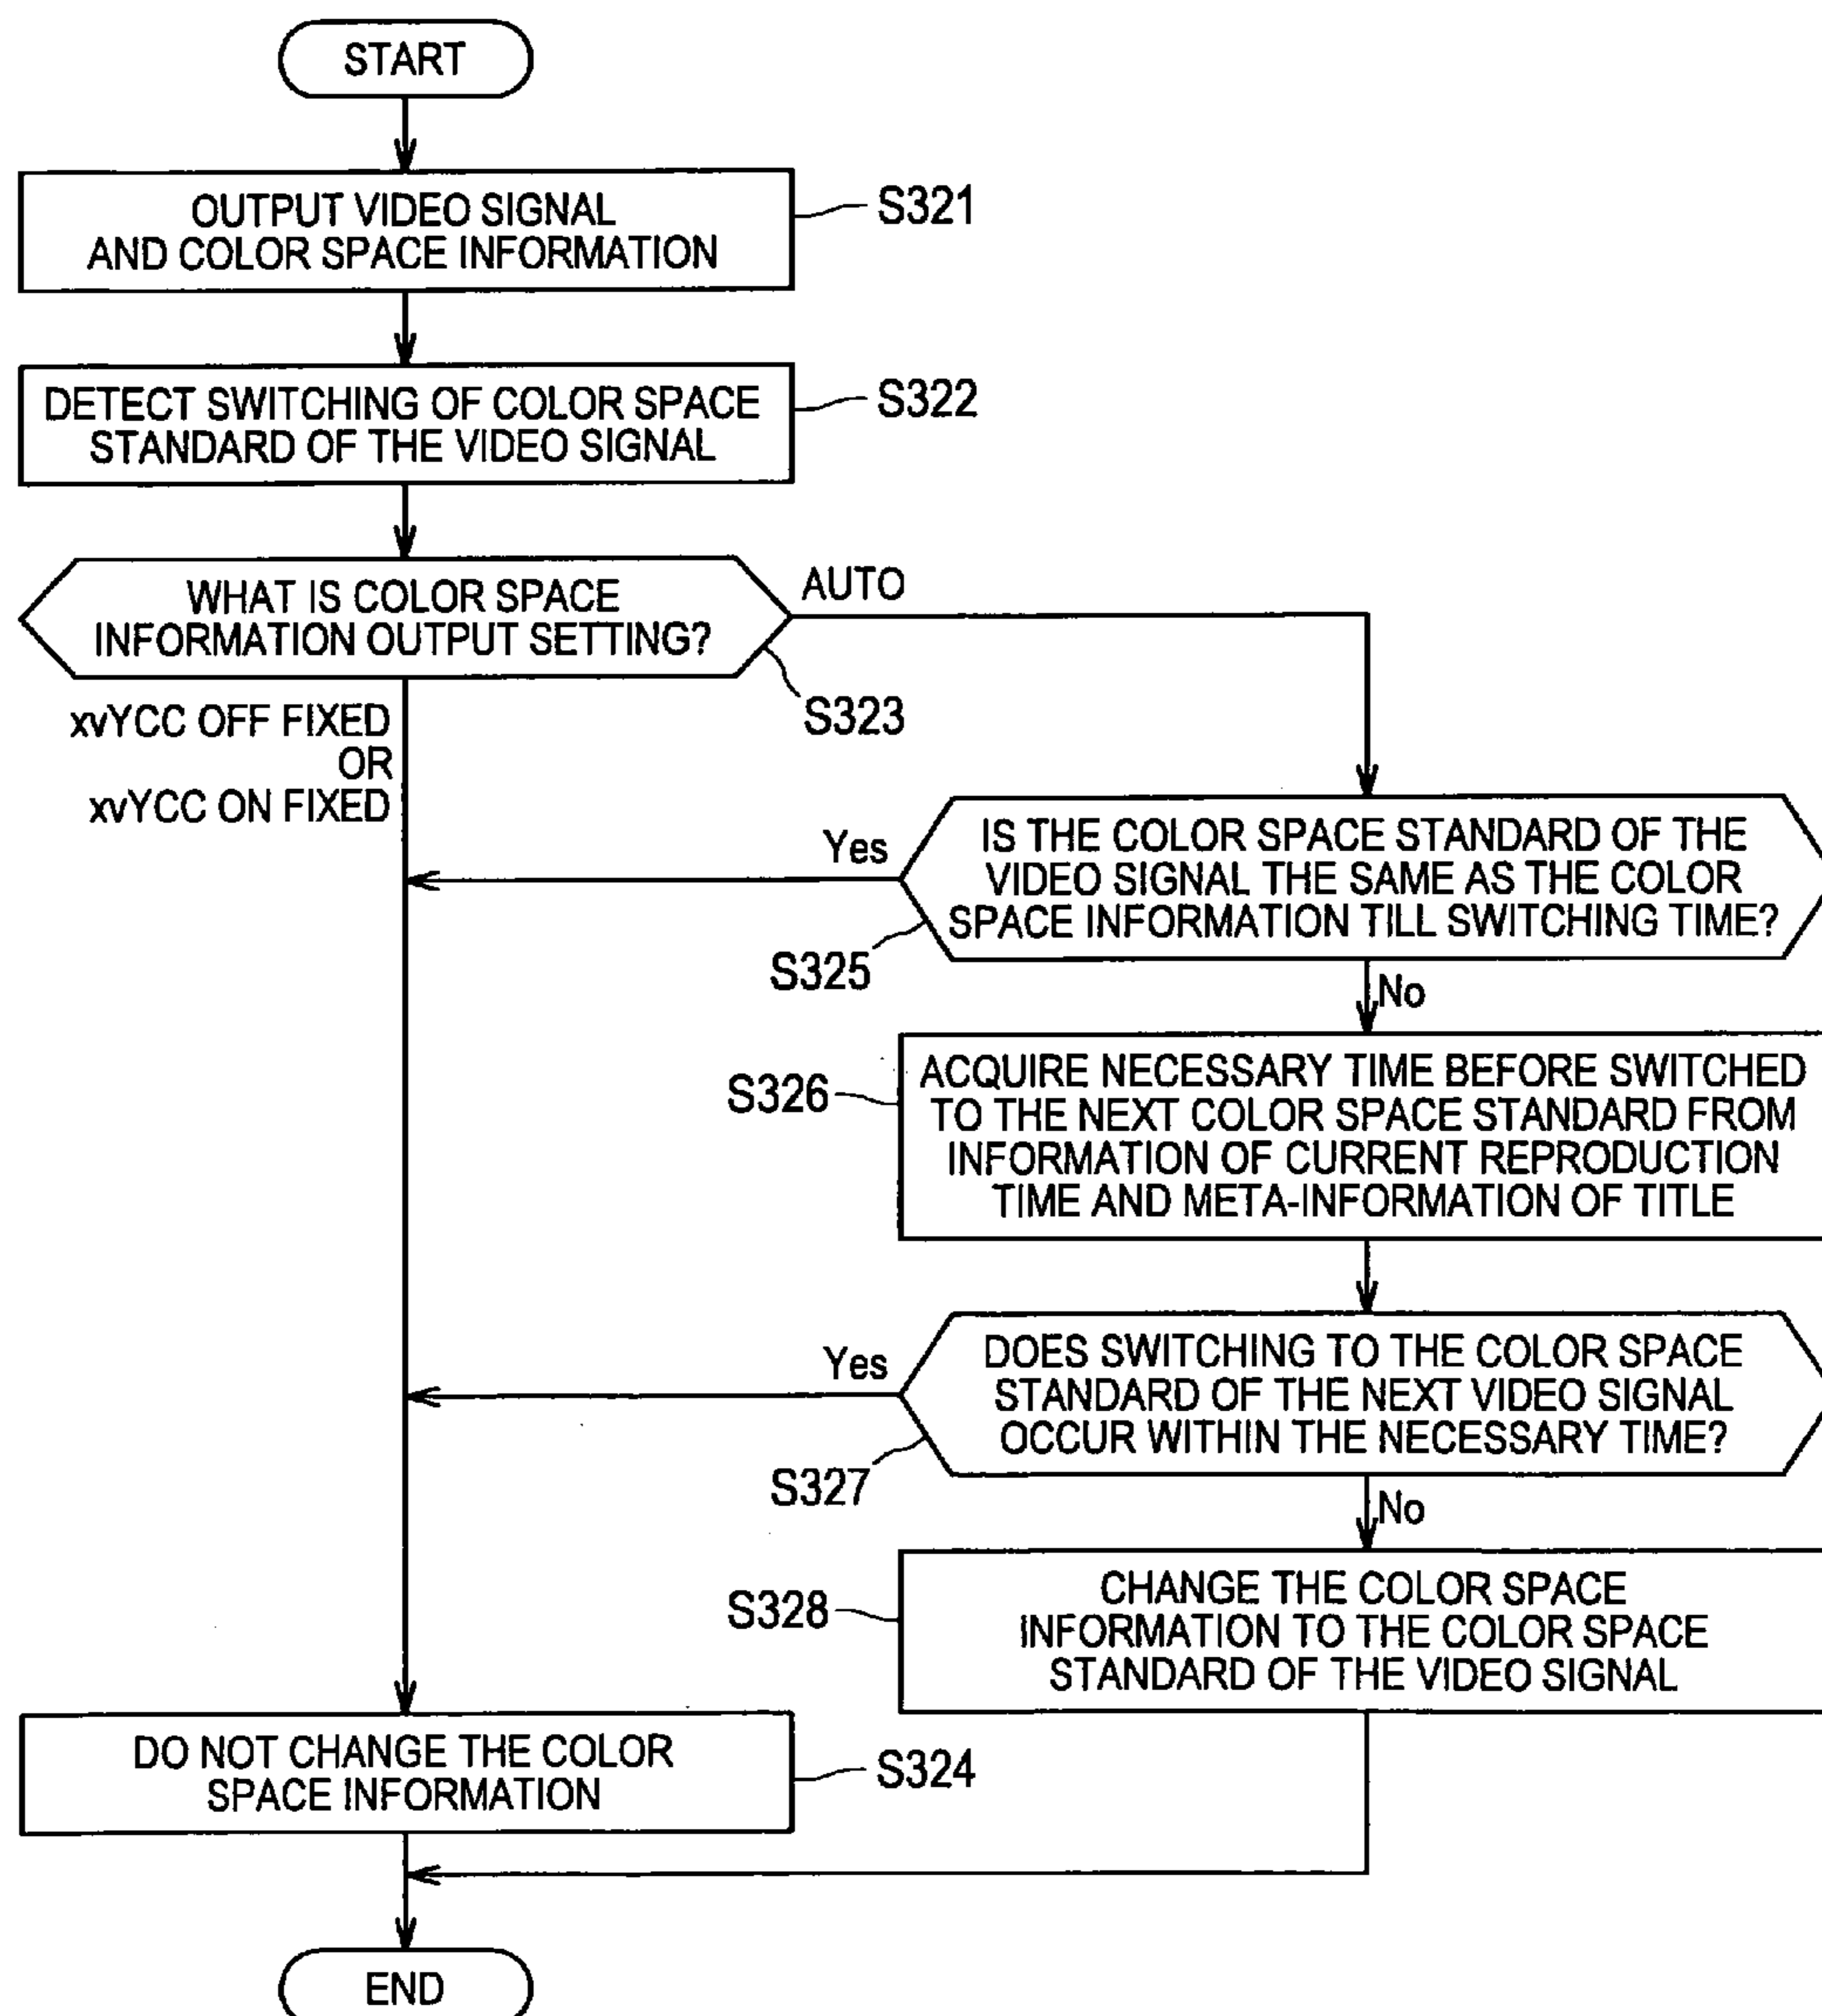 START
OUTPUT VIDEO SIGNAL
AND COLOR SPACE INFORMATION
S321
DETECT SWITCHING OF COLOR SPACE
STANDARD OF THE VIDEO SIGNAL
S322
WHAT IS COLOR SPACE
INFORMATION OUTPUT SETTING?
AUTO
S323
xvYCC OFF FIXED
OR
xvYCC ON FIXED
IS THE COLOR SPACE STANDARD OF THE
VIDEO SIGNAL THE SAME AS THE COLOR
SPACE INFORMATION TILL SWITCHING TIME?
Yes
S325
No
ACQUIRE NECESSARY TIME BEFORE SWITCHED
TO THE NEXT COLOR SPACE STANDARD FROM
INFORMATION OF CURRENT REPRODUCTION
TIME AND META-INFORMATION OF TITLE
S326
DOES SWITCHING TO THE COLOR SPACE
STANDARD OF THE NEXT VIDEO SIGNAL
OCCUR WITHIN THE NECESSARY TIME?
Yes
S327
No
CHANGE THE COLOR SPACE
INFORMATION TO THE COLOR SPACE
STANDARD OF THE VIDEO SIGNAL
S328
DO NOT CHANGE THE COLOR
SPACE INFORMATION
S324
END